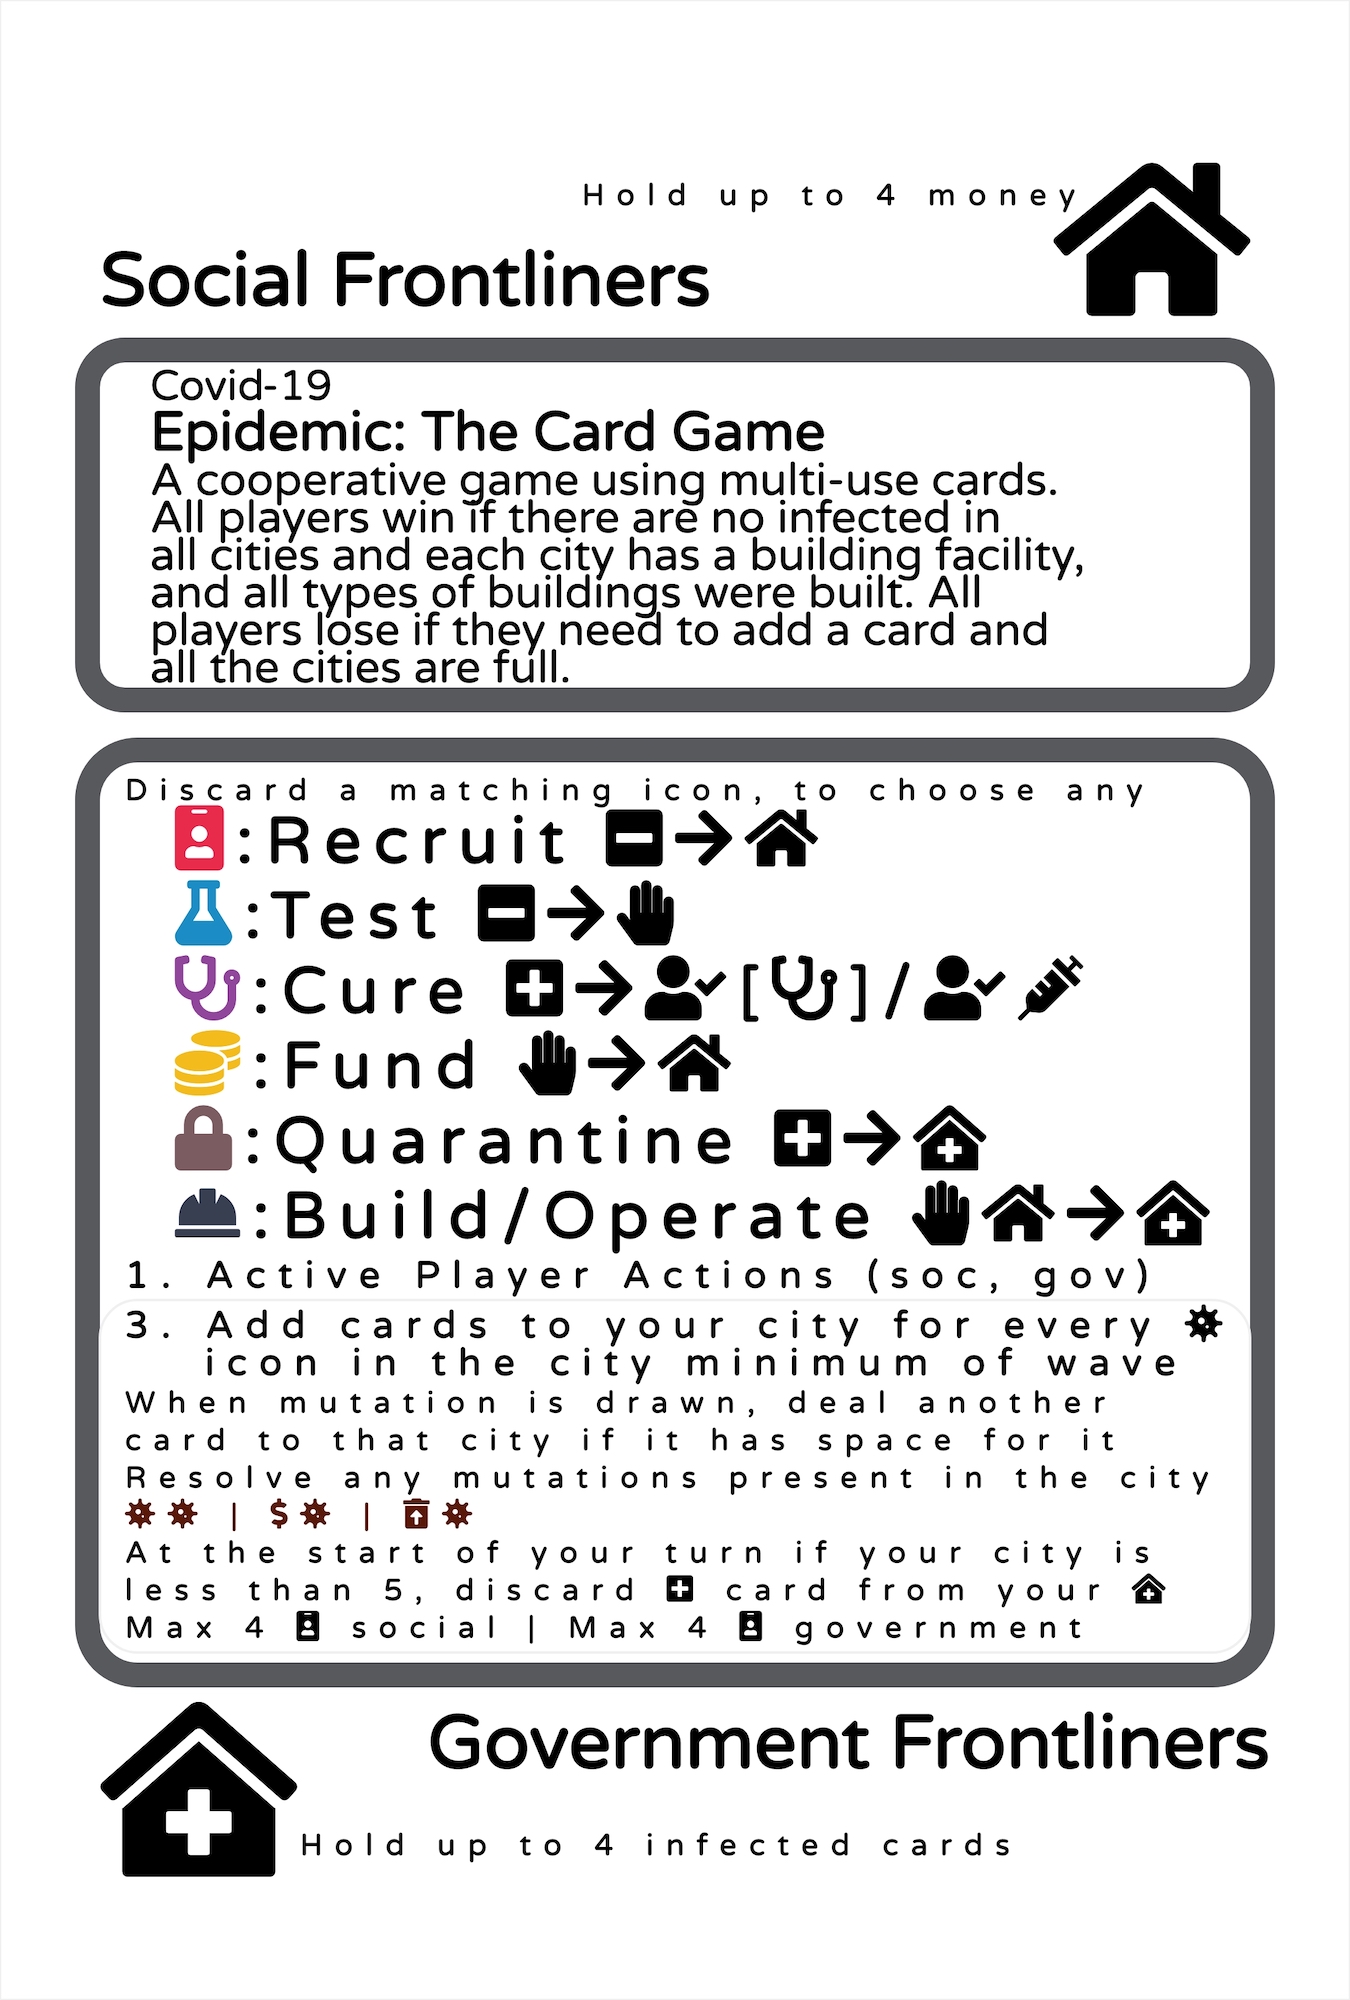 Hold up to 4 money
Social Frontliners
Covid-19
Epidemic: The Card Game
A cooperative game using multi-use cards.
All players win if there are no infected in
all cities and each city has a building facility,
and all types of buildings were built. All
players lose if they need to add a card and
all the cities are full.
Discard a matching icon, to choose any
:Recruit
:Test
:Cure [ ]/
:Fund
:Quarantine
:Build/Operate
1. Active Player Actions (soc, gov)
3. Add cards to your city for every
icon in the city minimum of wave
When mutation is drawn, deal another
card to that city if it has space for it
Resolve any mutations present in the city
| $ |
At the start of your turn if your city is
less than 5, discard card from your
Max 4 social | Max 4 government
Government Frontliners
Hold up to 4 infected cards